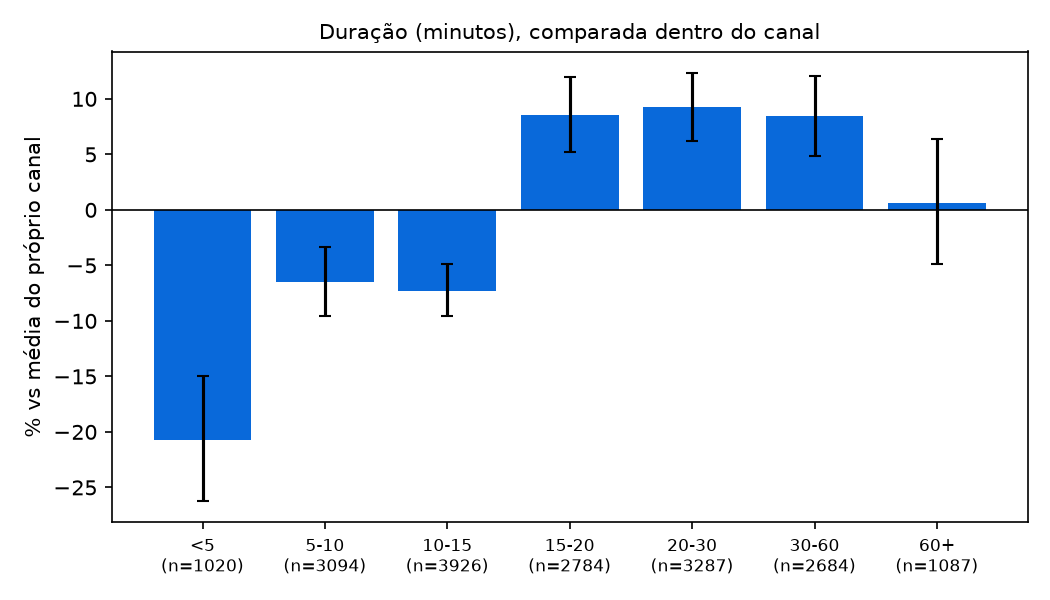 Duração (minutos), comparada dentro do canal
% vs média do próprio canal
10
5
0
−5
−10
−15
−20
−25
<5 5-10 10-15 15-20 20-30 30-60 60+
(n=1020) (n=3094) (n=3926) (n=2784) (n=3287) (n=2684) (n=1087)